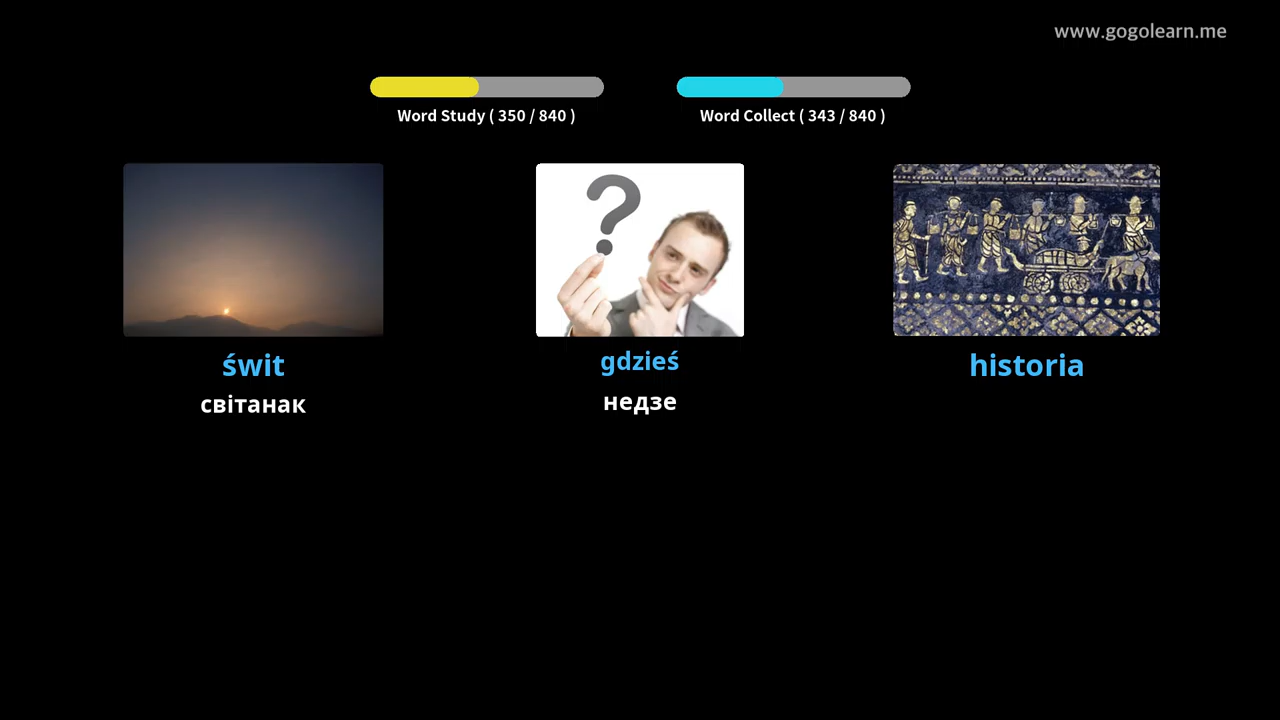 www.gogolearn.me
Word Study ( 350 / 840 )
Word Collect ( 343 / 840 )
świt
світанак
gdzieś
недзе
historia